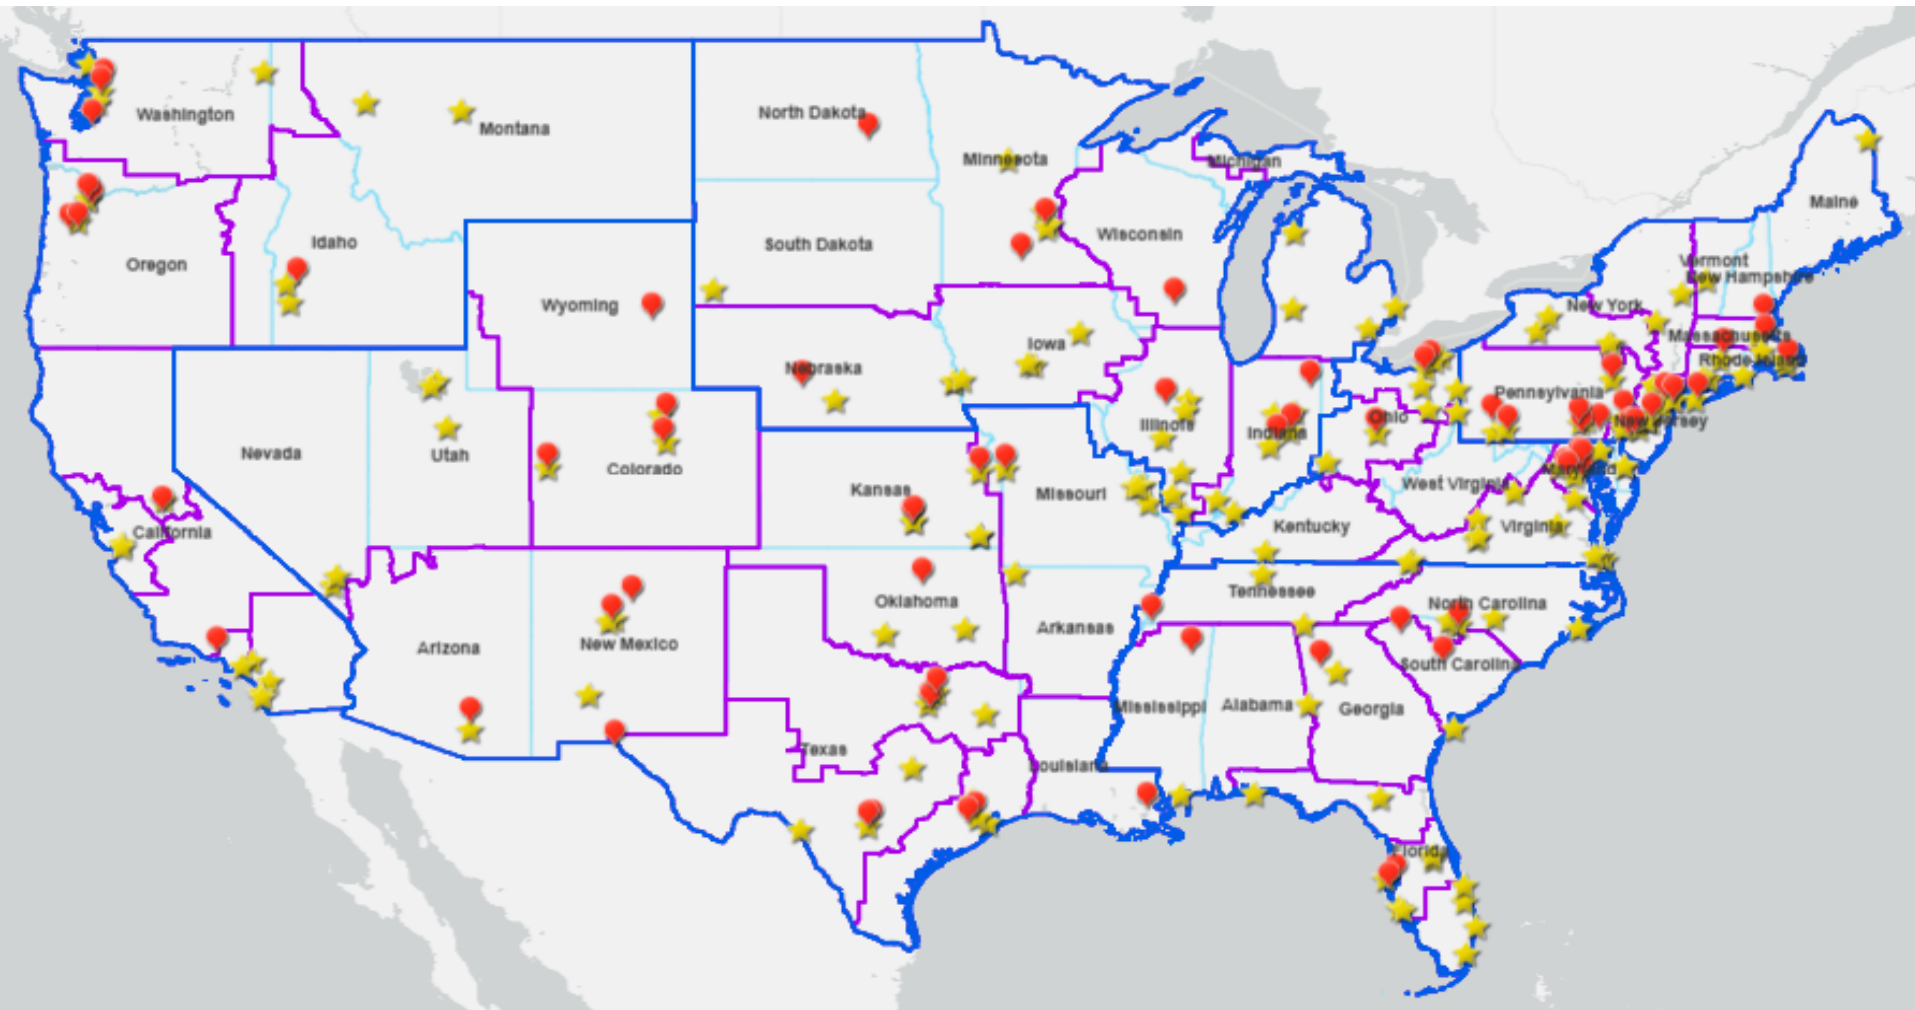 Washington
Montana
North Dakota
Minnesota
Michigan
Maine
Oregon
Idaho
South Dakota
Wisconsin
Vermont
New Hampshire
Wyoming
New York
Massachusetts
Iowa
Rhode Island
Nebraska
Pennsylvania
Ohio
Illinois
Indiana
New Jersey
Nevada
Utah
Colorado
Maryland
Kansas
Missouri
West Virginia
California
Kentucky
Virginia
Oklahoma
Tennessee
North Carolina
Arkansas
Arizona
New Mexico
South Carolina
Mississippi
Alabama
Georgia
Texas
Louisiana
Florida